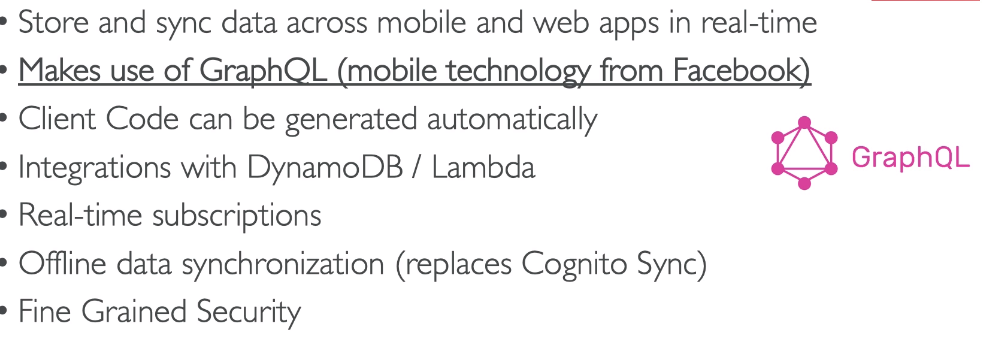 • Store and sync data across mobile and web apps in real-time
• Makes use of GraphQL (mobile technology from Facebook)
• Client Code can be generated automatically
• Integrations with DynamoDB / Lambda
GraphQL
• Real-time subscriptions
• Offline data synchronization (replaces Cognito Sync)
• Fine Grained Security